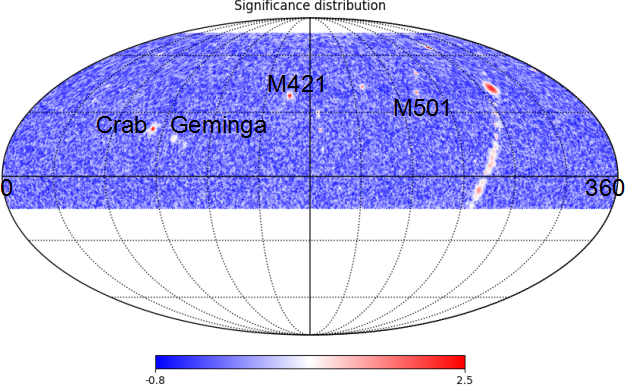 Significance distribution
M421
M501
Crab
Geminga
0
360
-0.8
2.5